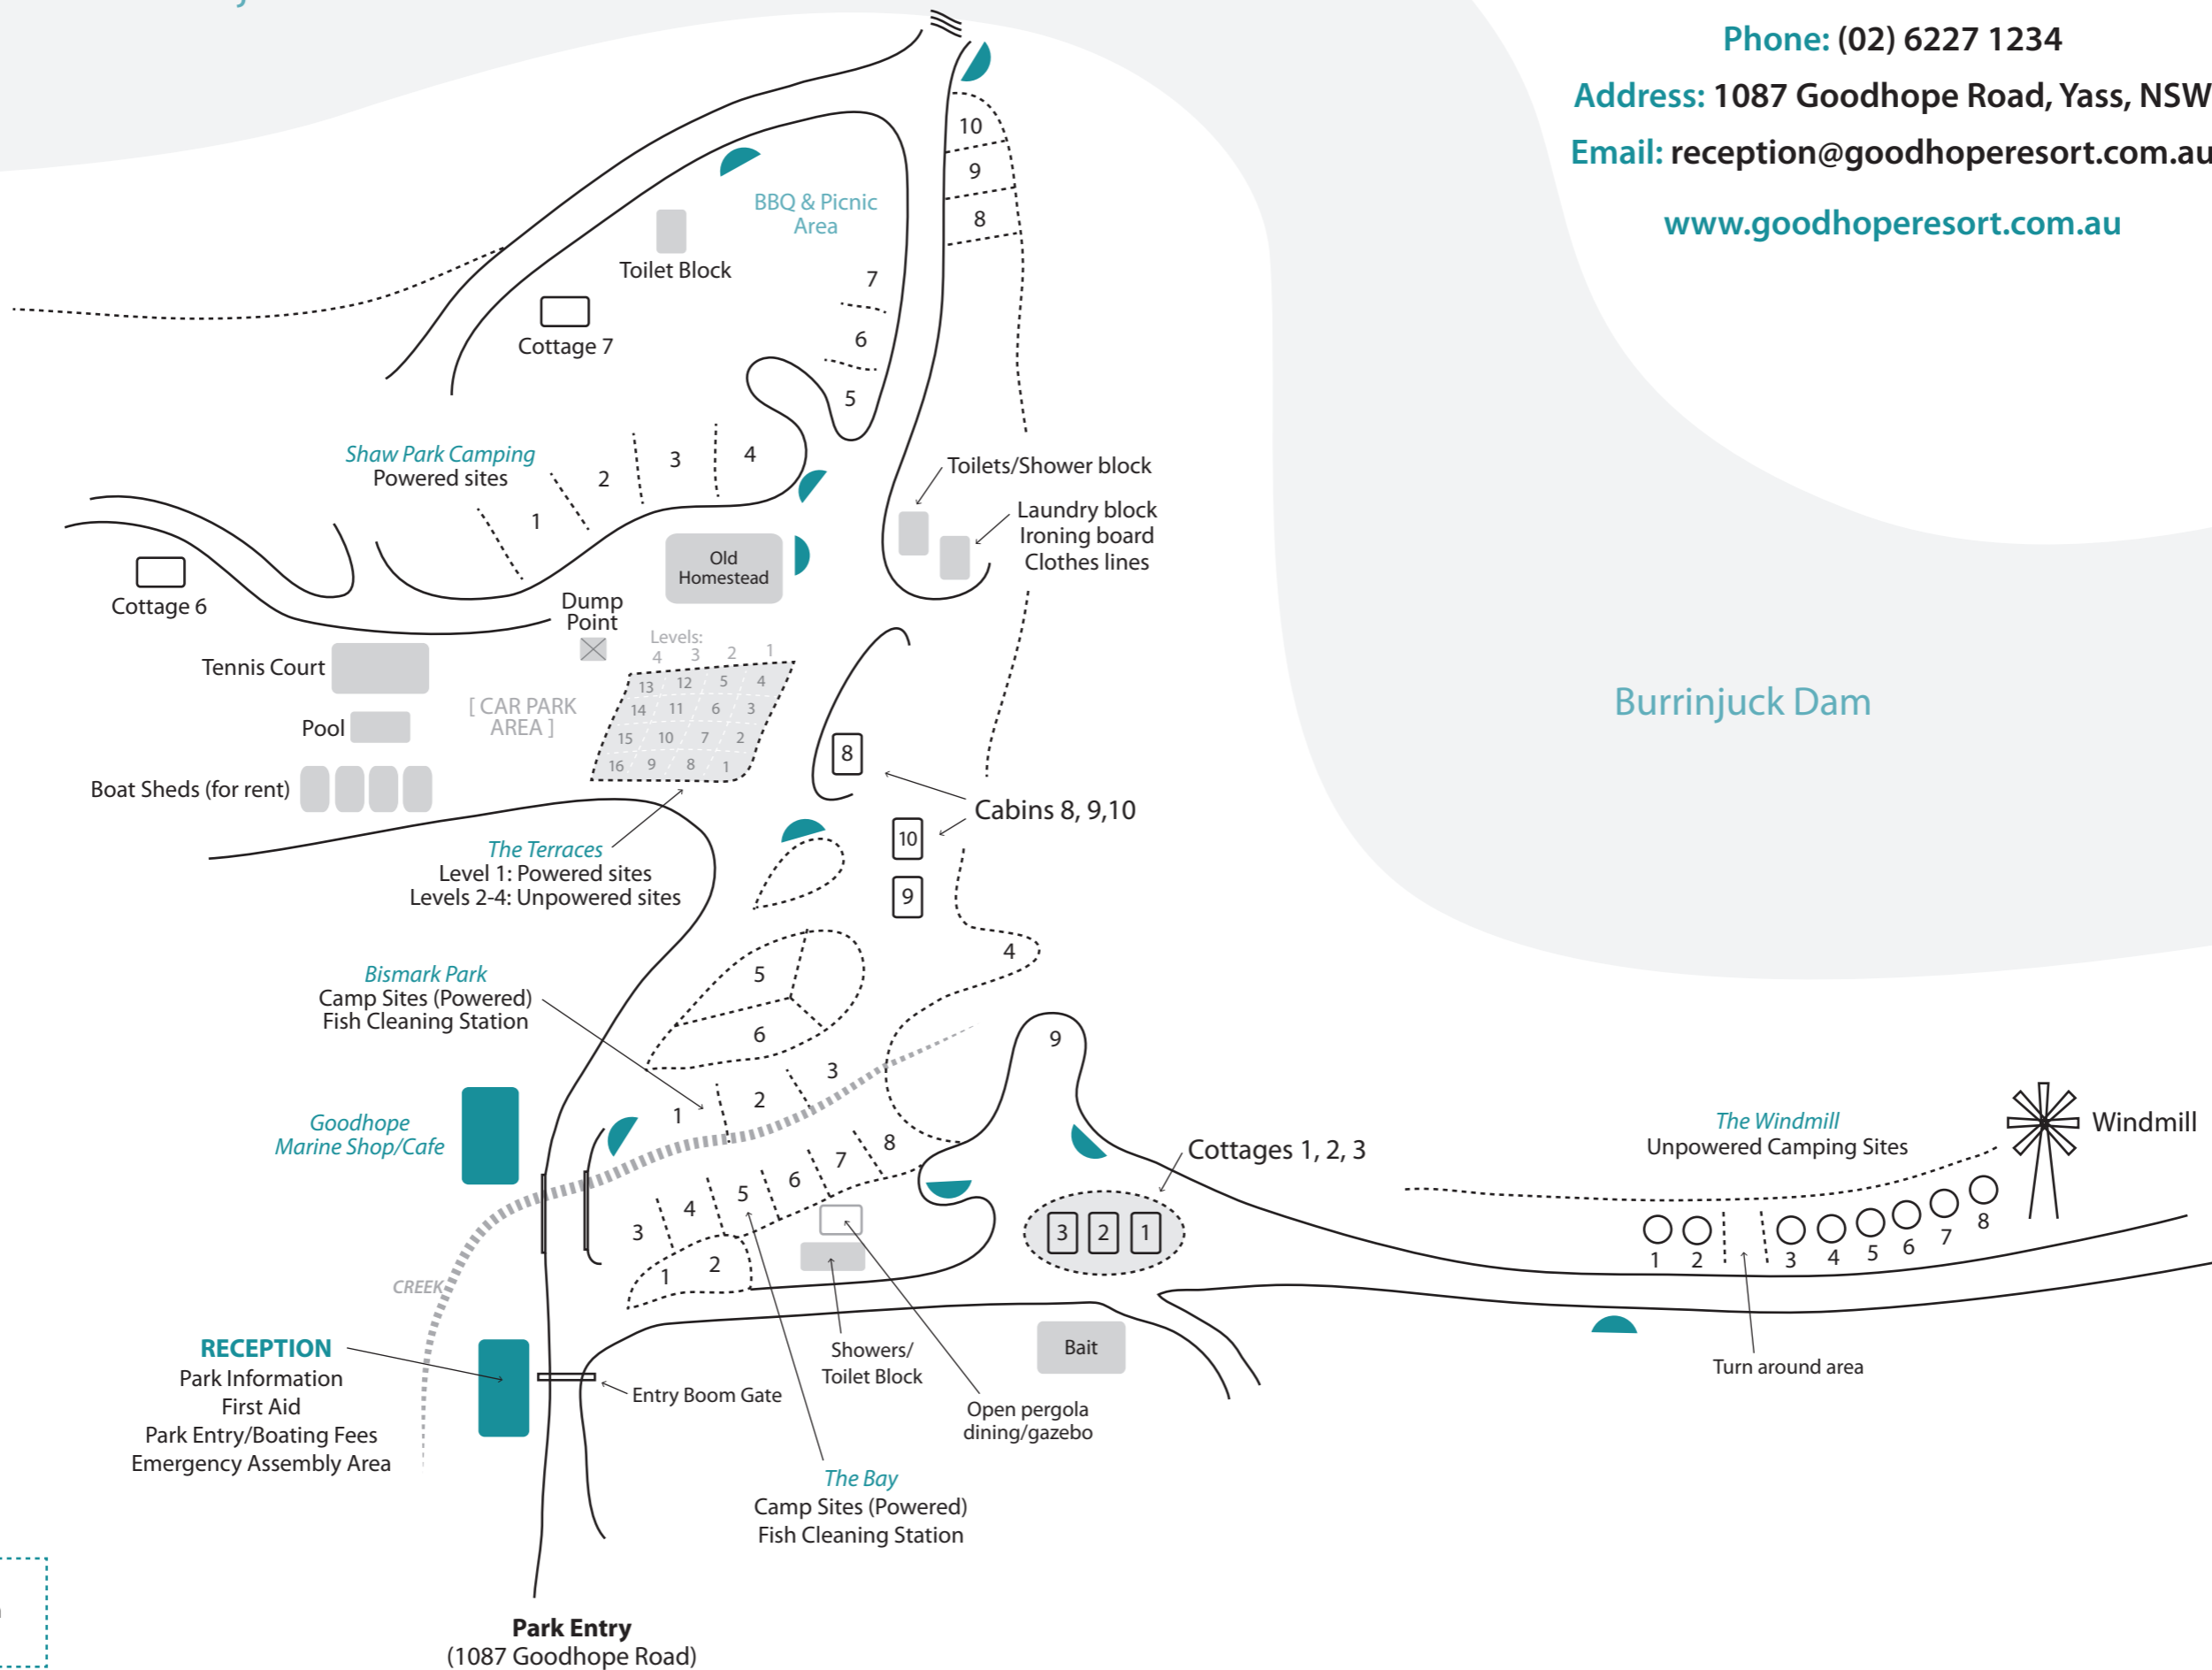 Phone: (02) 6227 1234
Address: 1087 Goodhope Road, Yass, NSW
Email: reception@goodhoperesort.com.au
www.goodhoperesort.com.au
10
9
8
BBQ & Picnic
Area
Toilet Block
7
6
5
Cottage 7
Shaw Park Camping
Powered sites
1
2
3
4
Toilets/Shower block
Laundry block
Ironing board
Clothes lines
Old
Homestead
Cottage 6
Dump
Point
Levels:
4 3 2 1
13 12 5 4
14 11 6 3
15 10 7 2
16 9 8 1
Tennis Court
Pool
[ CAR PARK
AREA ]
Boat Sheds (for rent)
Burrinjuck Dam
8
10
9
Cabins 8, 9,10
The Terraces
Level 1: Powered sites
Levels 2-4: Unpowered sites
4
5
6
Bismark Park
Camp Sites (Powered)
Fish Cleaning Station
1
2
3
9
Goodhope
Marine Shop/Cafe
8
7
6
5
4
3
2
1
Cottages 1, 2, 3
3 2 1
The Windmill
Unpowered Camping Sites
Windmill
1 2 3 4 5 6 7 8
Turn around area
CREEK
RECEPTION
Park Information
First Aid
Park Entry/Boating Fees
Emergency Assembly Area
Entry Boom Gate
Showers/
Toilet Block
Bait
Open pergola
dining/gazebo
The Bay
Camp Sites (Powered)
Fish Cleaning Station
Park Entry
(1087 Goodhope Road)